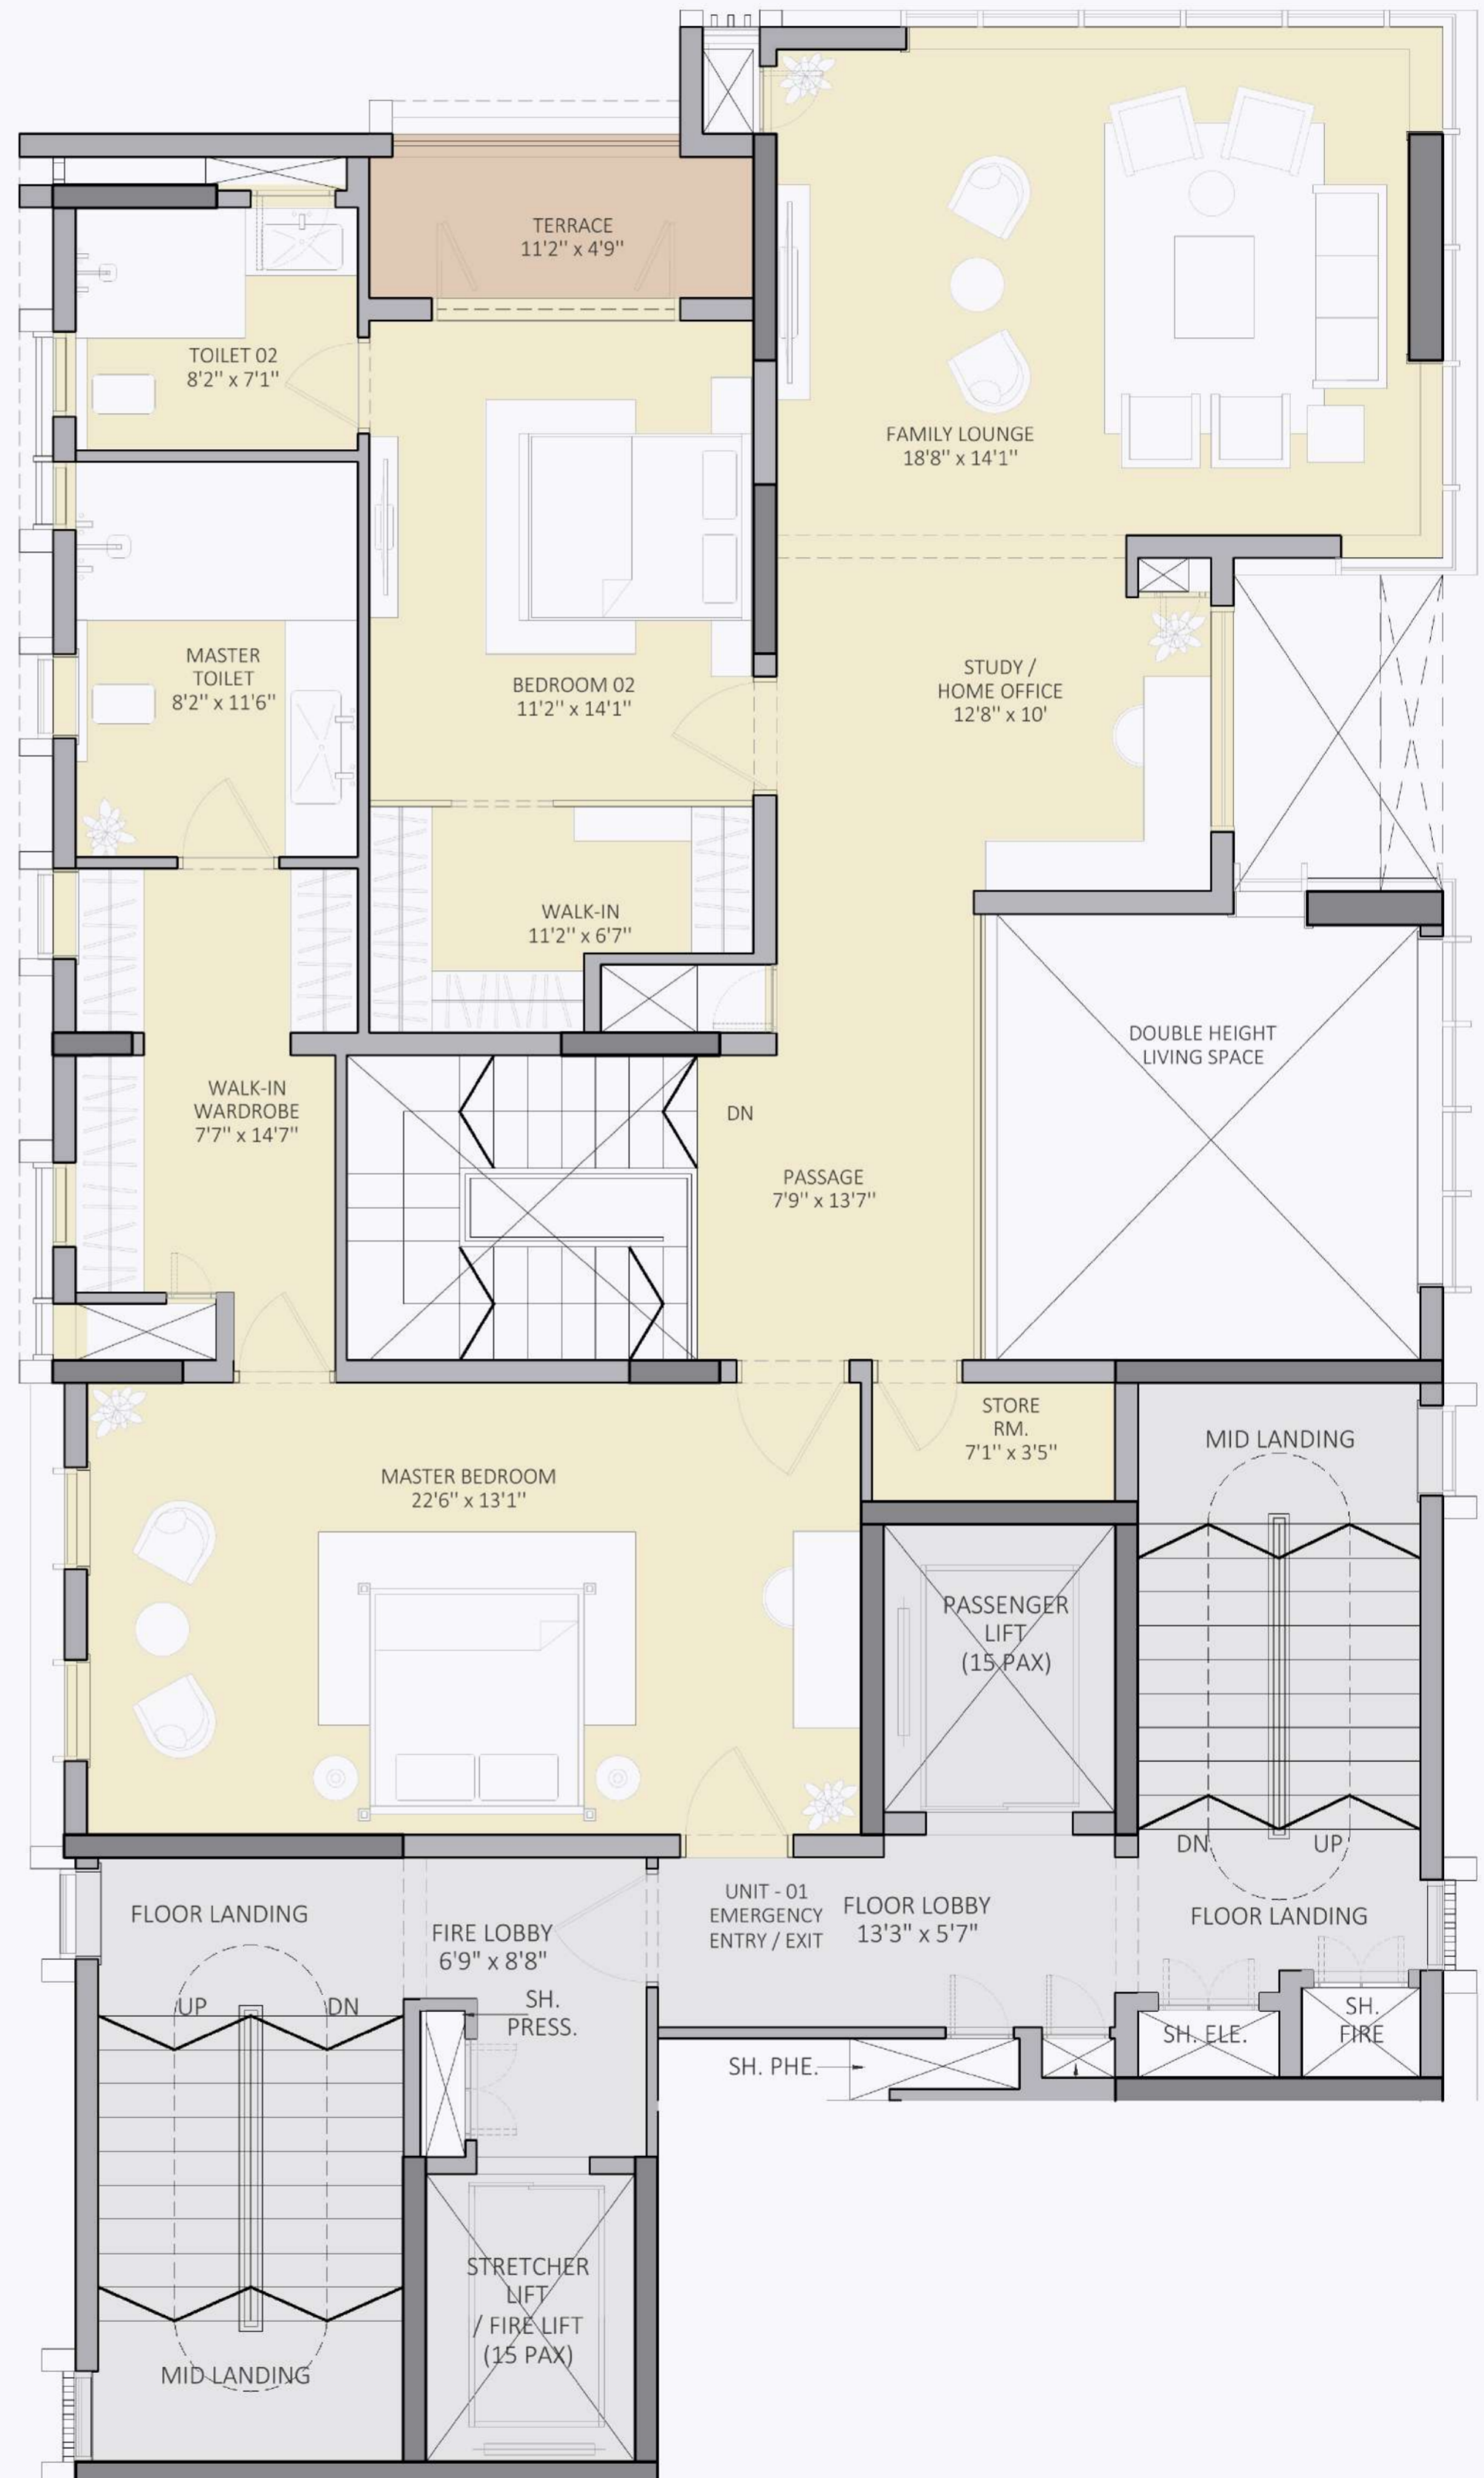 TERRACE
11'2" x 4'9"
TOILET 02
8'2" x 7'1"
FAMILY LOUNGE
18'8" x 14'1"
MASTER
TOILET
8'2" x 11'6"
BEDROOM 02
11'2" x 14'1"
STUDY /
HOME OFFICE
12'8" x 10'
WALK-IN
11'2" x 6'7"
DOUBLE HEIGHT
LIVING SPACE
WALK-IN
WARDROBE
7'7" x 14'7"
DN
PASSAGE
7'9" x 13'7"
STORE
RM.
7'1" x 3'5"
MID LANDING
MASTER BEDROOM
22'6" x 13'1"
PASSENGER
LIFT
(15 PAX)
DN
UP
FLOOR LANDING
FIRE LOBBY
6'9" x 8'8"
UNIT - 01
EMERGENCY
ENTRY / EXIT
FLOOR LOBBY
13'3" x 5'7"
FLOOR LANDING
UP
DN
SH.
PRESS.
SH. PHE.
SH. ELE.
SH.
FIRE
STRETCHER
LIFT
/ FIRE LIFT
(15 PAX)
MID LANDING